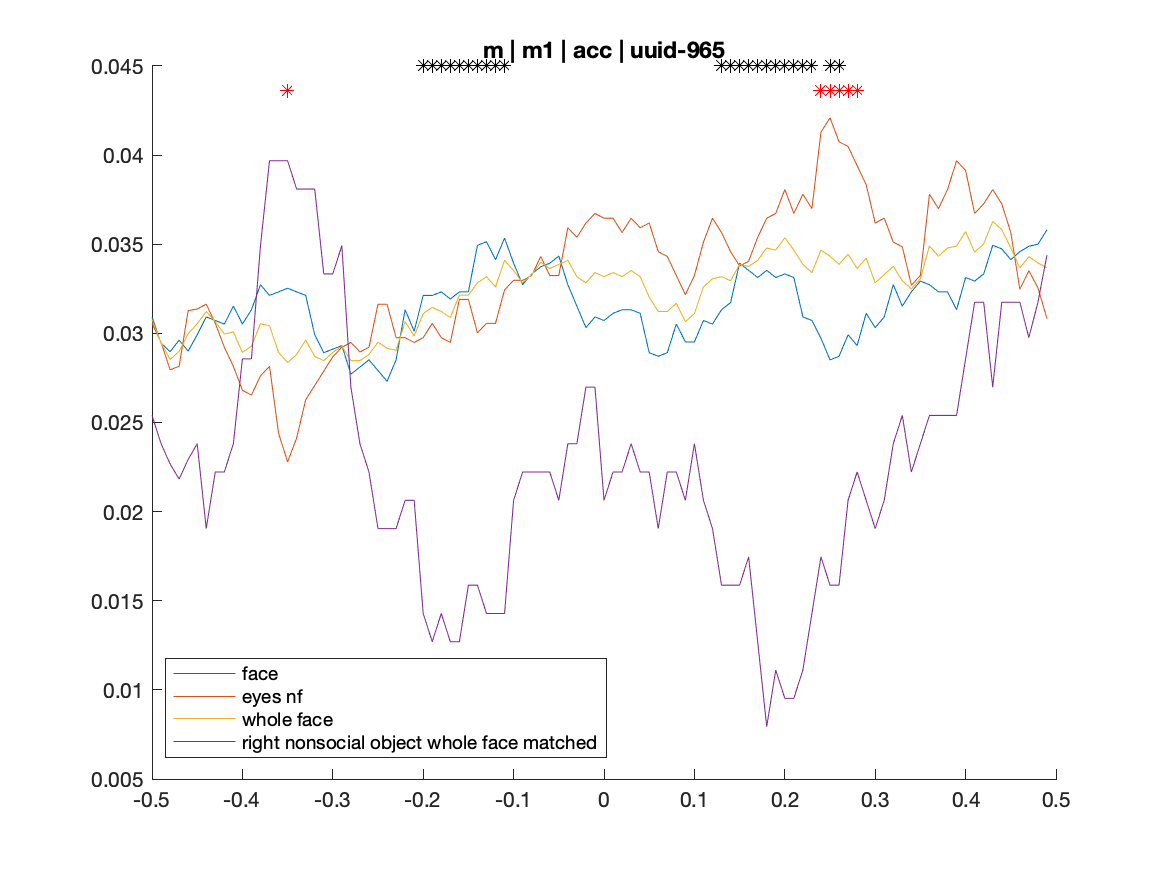 m | m1 | acc | uuid-965
0.045
0.04
0.035
0.03
0.025
0.02
0.015
0.01
0.005
face
eyes nf
whole face
right nonsocial object whole face matched
-0.5 -0.4 -0.3 -0.2 -0.1 0 0.1 0.2 0.3 0.4 0.5